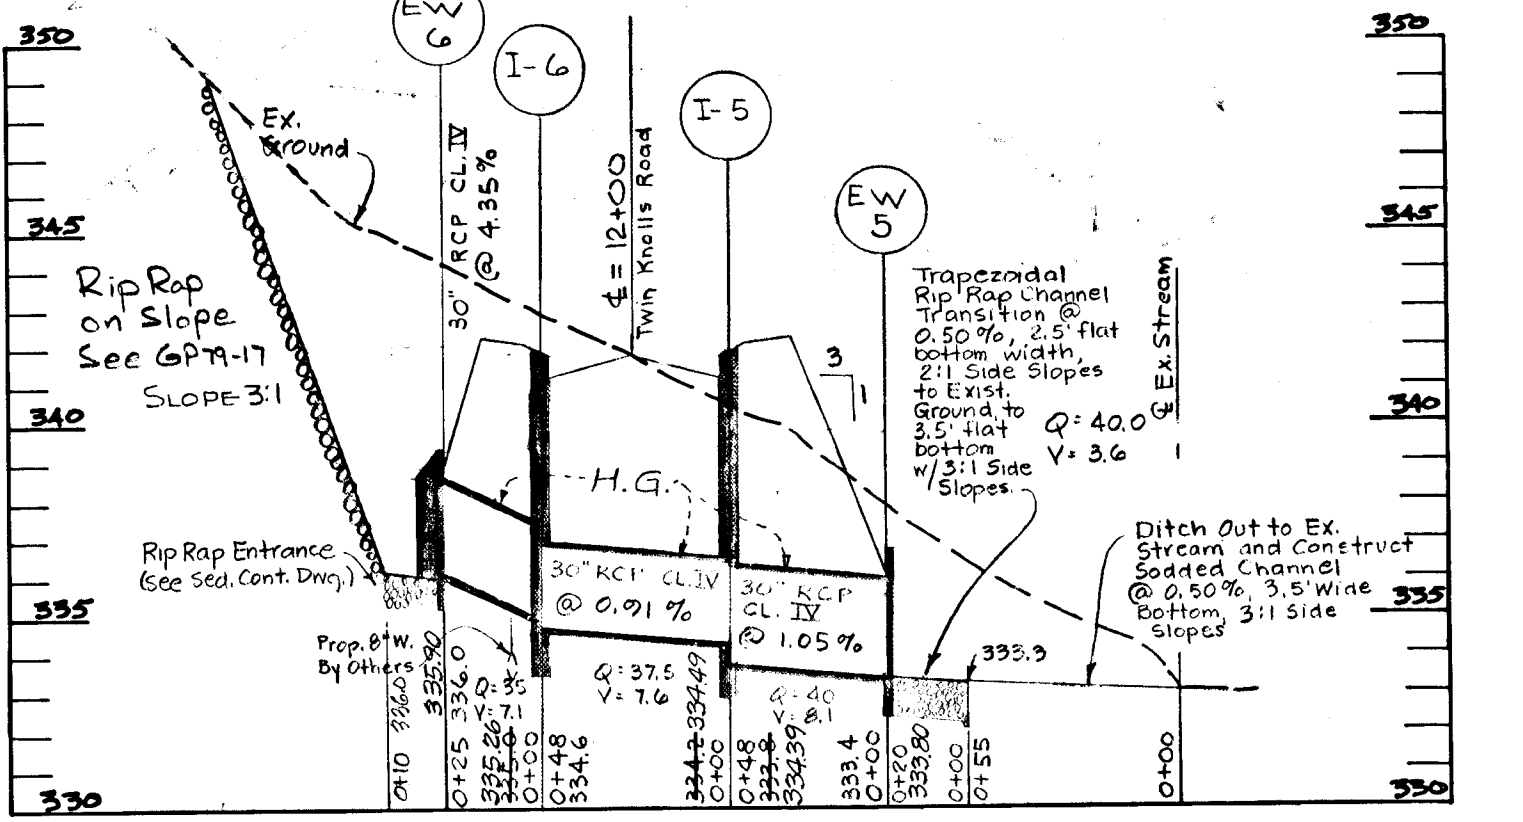 350
350
EW
6
I-6
I-5
EW
5
Ex.
Ground
30" RCP CL. IV
@ 4.35%
℄ = 12+00
Twin Knolls Road
345
345
Rip Rap
on Slope
See GP79-17
SLOPE 3:1
3
1
Trapezoidal
Rip Rap Channel
Transition @
0.50%, 2.5' flat
bottom width,
2:1 Side Slopes
to Exist.
Ground, to
3.5' flat
bottom
w/3:1 Side
Slopes.
Q= 40.0
V= 3.6
℄ Ex. Stream
340
340
H.G.
Rip Rap Entrance
(see Sed. Cont. Dwg.)
30" RCP CL. IV
@ 0.91 %
30" RCP
CL. IV
@ 1.05%
Ditch Out to Ex.
Stream and Construct
Sodded Channel
@ 0.50%, 3.5' Wide
Bottom, 3:1 Side
Slopes
335
335
Prop. 8" W.
By Others
Q= 35
V= 7.1
Q= 37.5
V= 7.6
Q= 40
V= 8.1
333.3
0+10
336.0
335.90
0+25 336.0
335.26
0+00
0+48
334.6
334.2 334.49
0+00
0+48
333.8
334.39
333.4
0+00
0+20
333.80
0+00
0+55
0+00
330
330